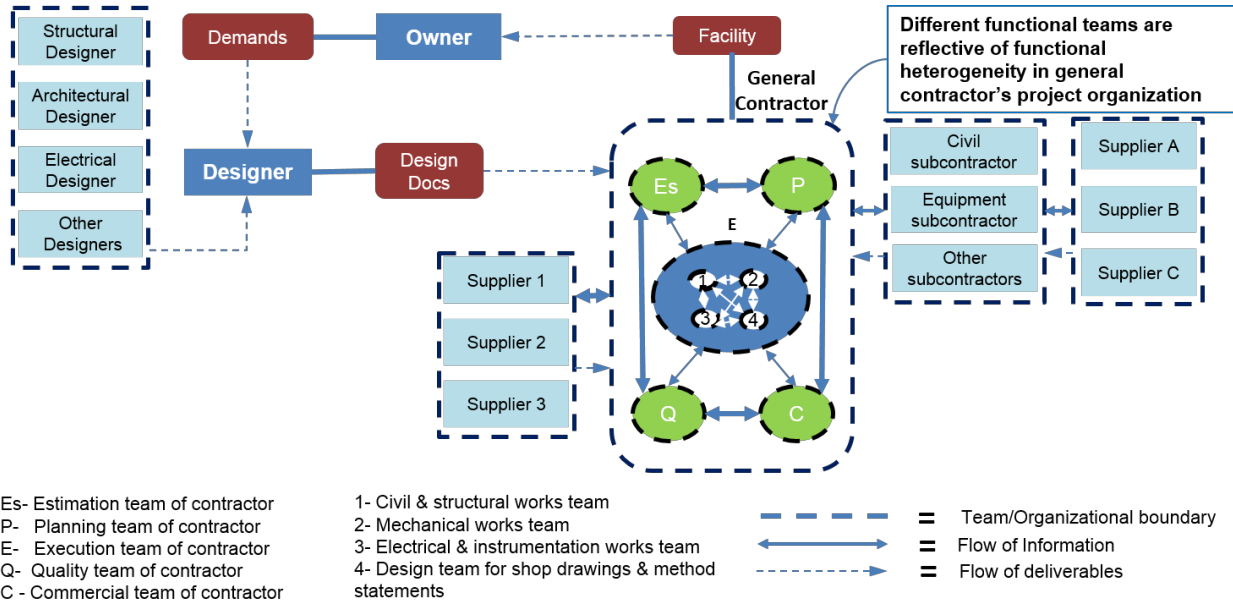 Structural
Designer
Architectural
Designer
Electrical
Designer
Other
Designers
Demands
Owner
Facility
Designer
Design
Docs
General
Contractor
Different functional teams are
reflective of functional
heterogeneity in general
contractor's project organization
Es
P
E
1
2
3
4
Q
C
Supplier 1
Supplier 2
Supplier 3
Civil
subcontractor
Equipment
subcontractor
Other
subcontractors
Supplier A
Supplier B
Supplier C
Es- Estimation team of contractor
P- Planning team of contractor
E- Execution team of contractor
Q- Quality team of contractor
C - Commercial team of contractor
1- Civil & structural works team
2- Mechanical works team
3- Electrical & instrumentation works team
4- Design team for shop drawings & method
statements
= Team/Organizational boundary
= Flow of Information
= Flow of deliverables